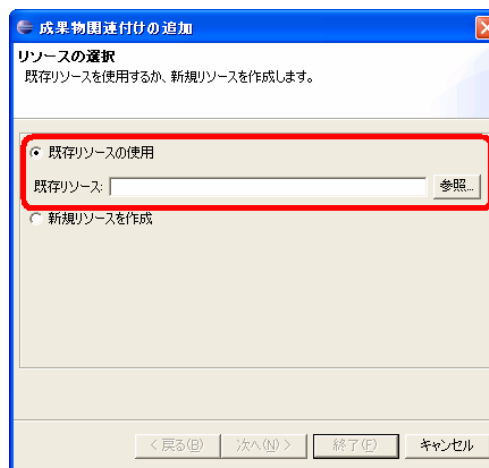 成果物関連付けの追加
リソースの選択
既存リソースを使用するか、新規リソースを作成します。
既存リソースの使用
既存リソース: 参照...
新規リソースを作成
< 戻る(B) 次へ(N) > 終了(F) キャンセル